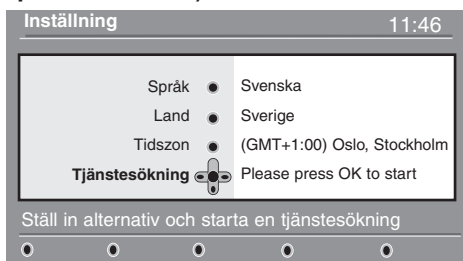 Inställning 11:46
Språk Svenska
Land Sverige
Tidszon (GMT+1:00) Oslo, Stockholm
Tjänstesökning Please press OK to start
Ställ in alternativ och starta en tjänstesökning